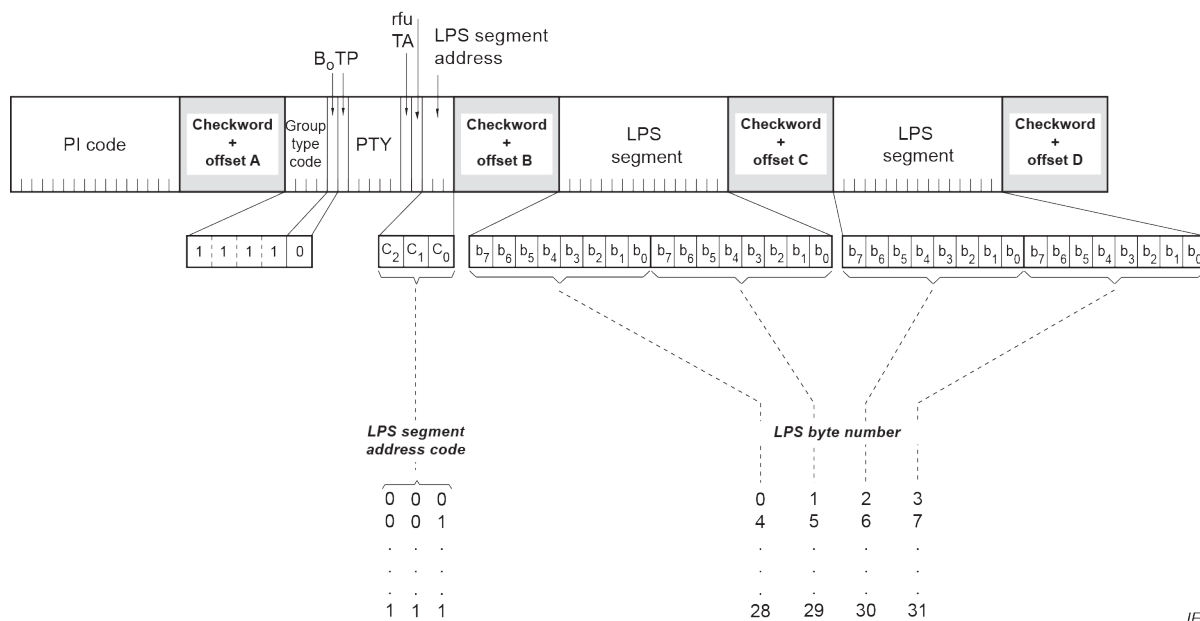 rfu
TA
LPS segment
address
BoTP
PI code
Checkword
+
offset A
Group
type
code
PTY
Checkword
+
offset B
LPS
segment
Checkword
+
offset C
LPS
segment
Checkword
+
offset D
1 1 1 1 0
C2 C1 C0
b7 b6 b5 b4 b3 b2 b1 b0 b7 b6 b5 b4 b3 b2 b1 b0
b7 b6 b5 b4 b3 b2 b1 b0 b7 b6 b5 b4 b3 b2 b1 b0
LPS segment
address code
LPS byte number
0 0 0 0 1 2 3
0 0 1 4 5 6 7
. . . . . . .
. . . . . . .
. . . . . . .
1 1 1 28 29 30 31